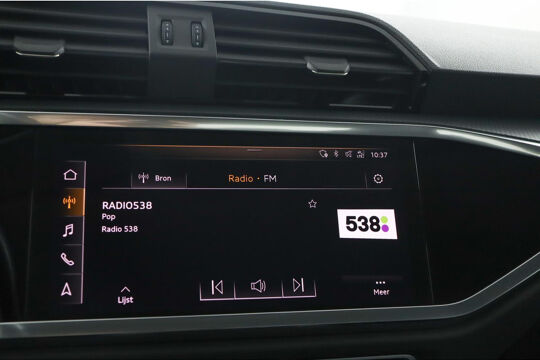 10:37
Bron
Radio · FM
RADIO538
Pop
Radio 538
538
Lijst
Meer